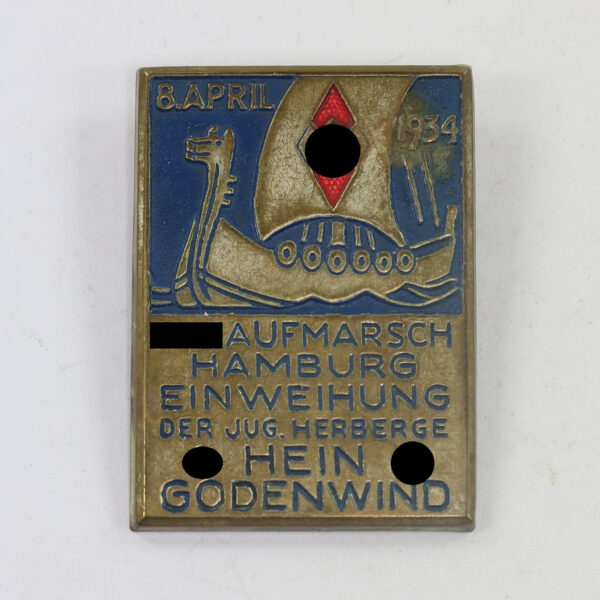 8. APRIL 1934
AUFMARSCH
HAMBURG
EINWEIHUNG
DER JUG. HERBERGE
HEIN
GODENWIND